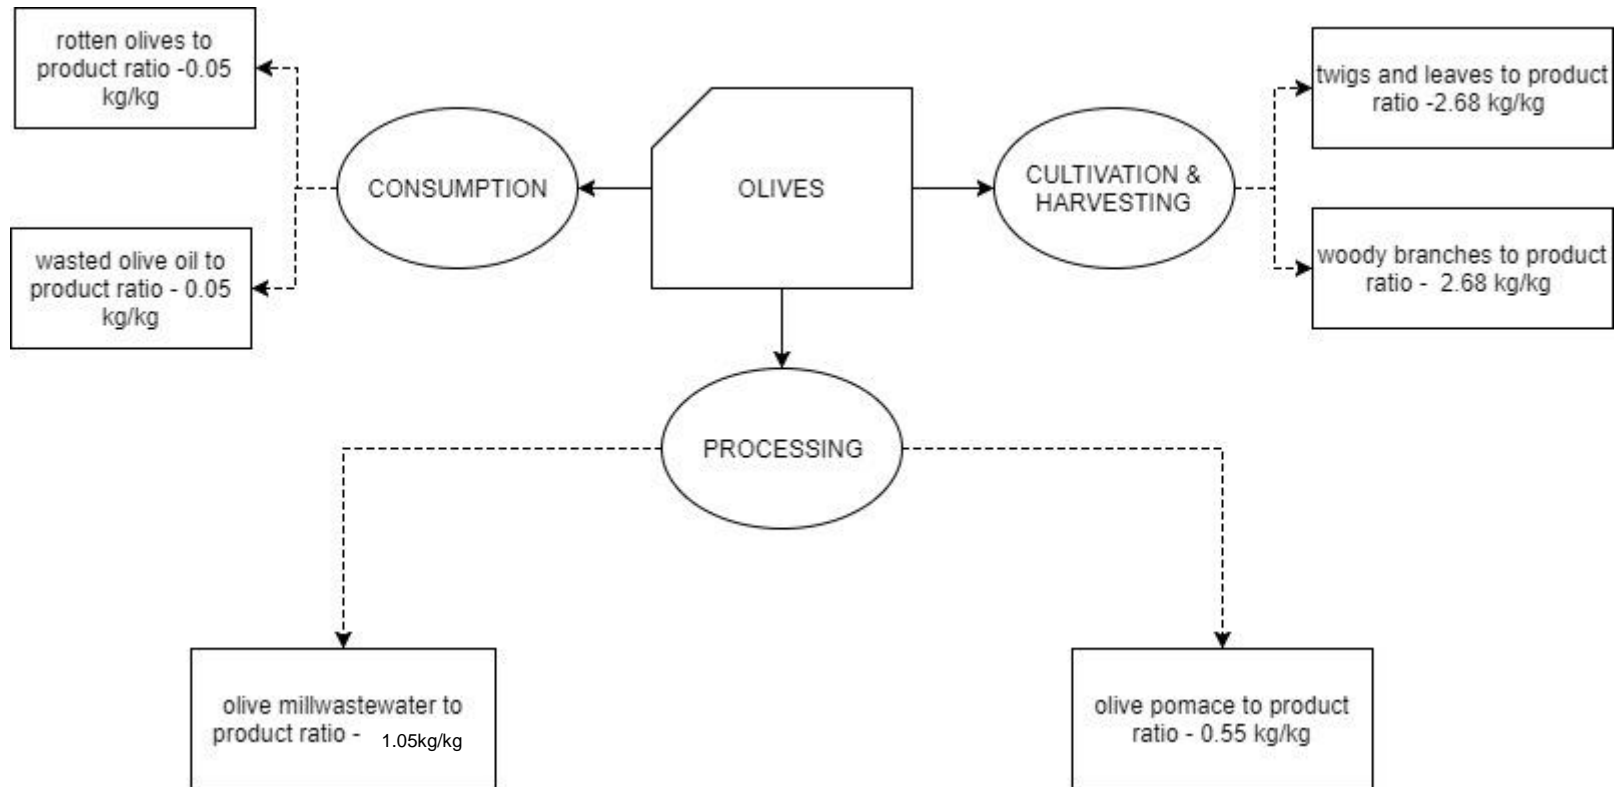 rotten olives to
product ratio -0.05
kg/kg
wasted olive oil to
product ratio - 0.05
kg/kg
CONSUMPTION
OLIVES
CULTIVATION &
HARVESTING
twigs and leaves to product
ratio -2.68 kg/kg
woody branches to product
ratio -  2.68 kg/kg
PROCESSING
olive millwastewater to
product ratio - 1.05kg/kg
olive pomace to product
ratio - 0.55 kg/kg